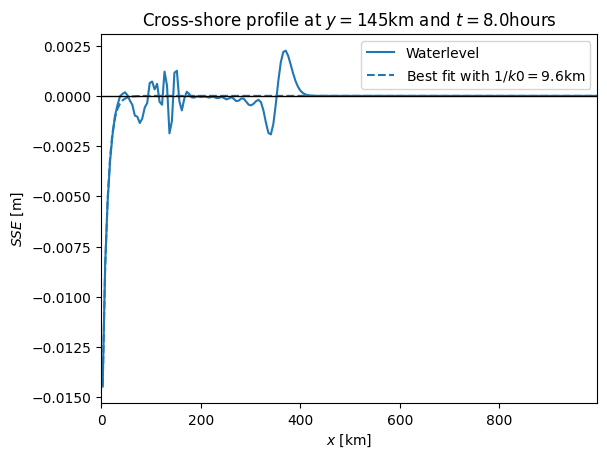 Cross-shore profile at y = 145km and t = 8.0hours
Waterlevel
Best fit with 1/k0 = 9.6km
0.0025
0.0000
−0.0025
−0.0050
−0.0075
−0.0100
−0.0125
−0.0150
SSE [m]
0 200 400 600 800
x [km]